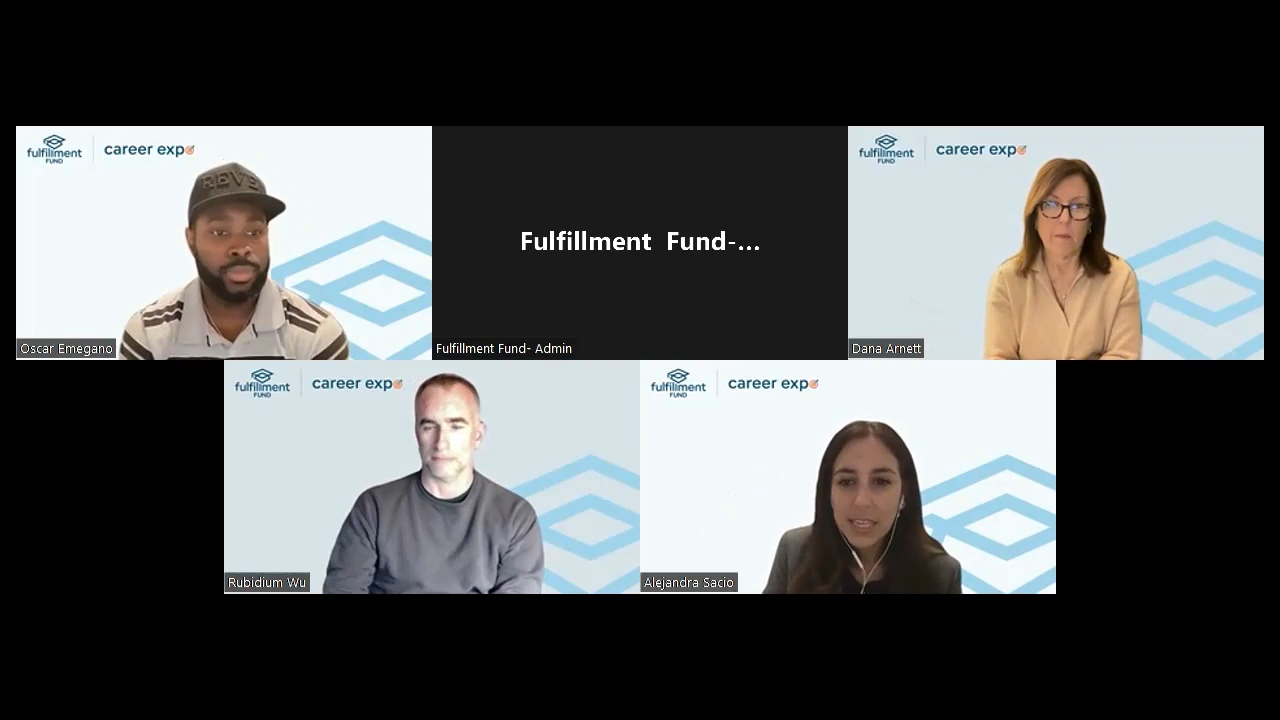 fulfillment
FUND
career expo
REVE
Oscar Emegano
Fulfillment Fund-...
Fulfillment Fund- Admin
fulfillment
FUND
career expo
Dana Arnett
fulfillment
FUND
career expo
Rubidium Wu
fulfillment
FUND
career expo
Alejandra Sacio